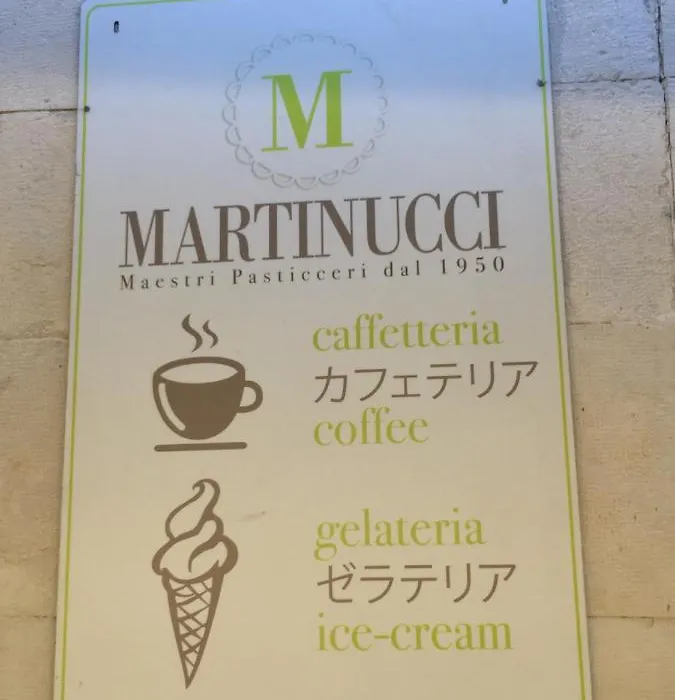 M
MARTINUCCI
Maestri Pasticceri dal 1950
caffetteria
カフェテリア
coffee
gelateria
ゼラテリア
ice-cream